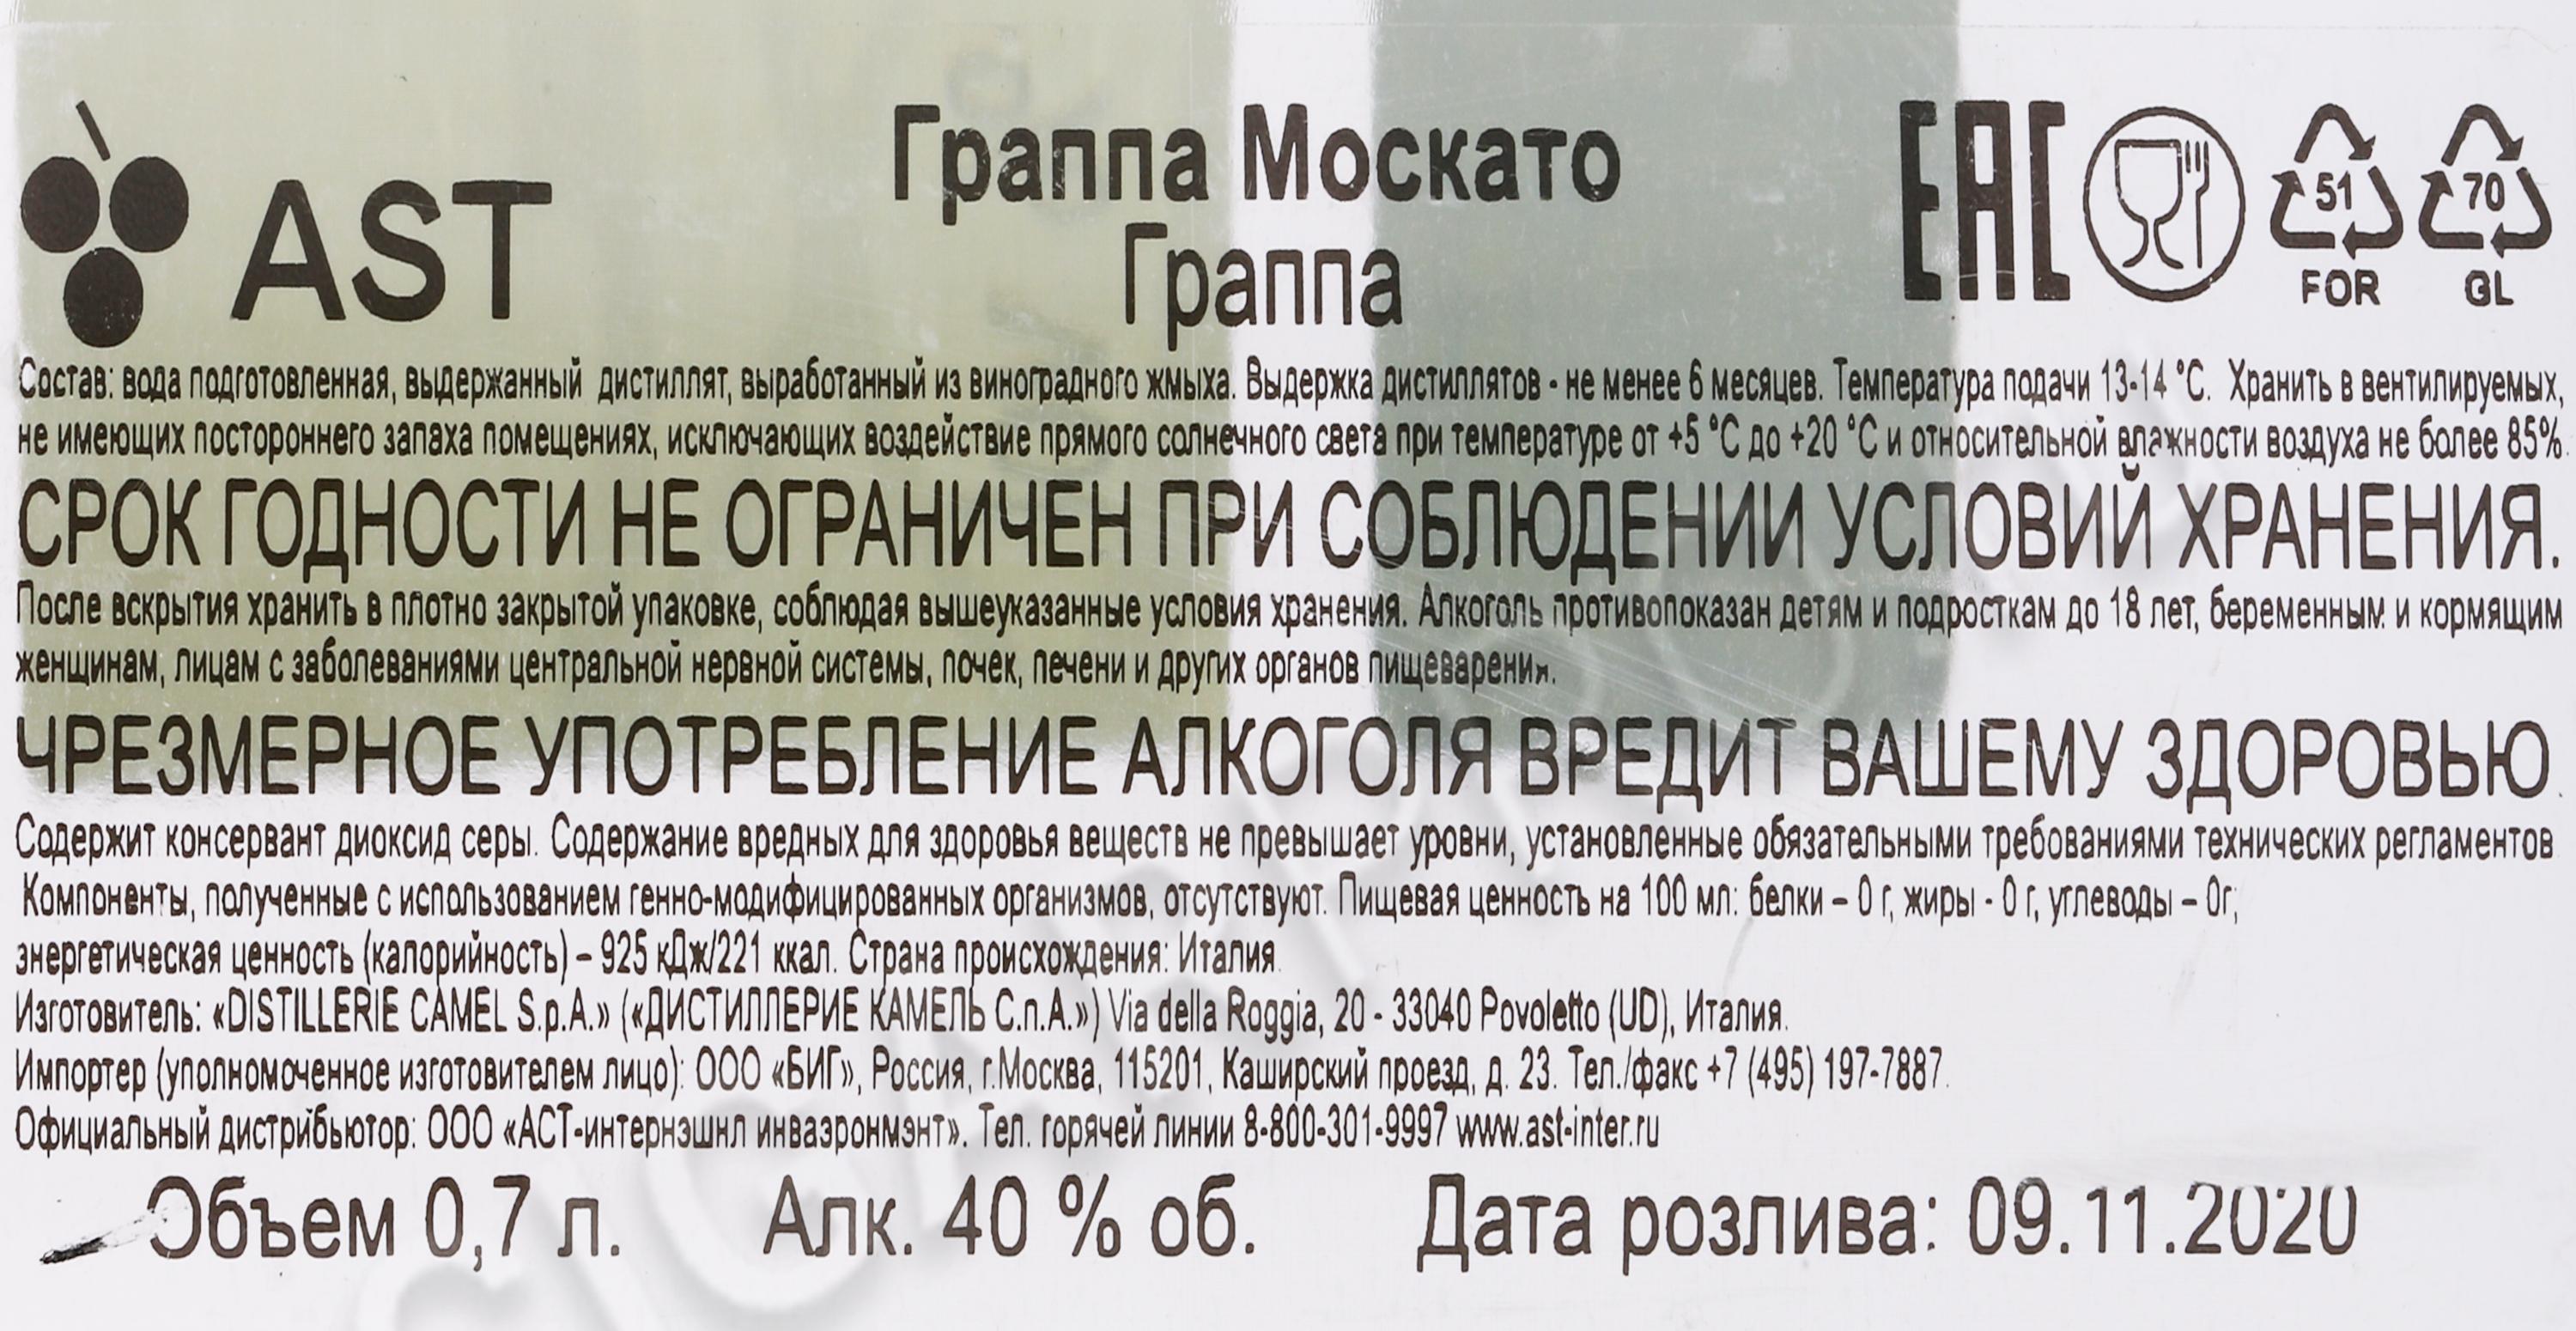 AST
Граппа Москато
Граппа
EAC
51
FOR
70
GL
Состав: вода подготовленная, выдержанный дистиллят, выработанный из виноградного жмыха. Выдержка дистиллятов - не менее 6 месяцев. Температура подачи 13-14 °С. Хранить в вентилируемых,
не имеющих постороннего запаха помещениях, исключающих воздействие прямого солнечного света при температуре от +5 °С до +20 °С и относительной влажности воздуха не более 85%.
СРОК ГОДНОСТИ НЕ ОГРАНИЧЕН ПРИ СОБЛЮДЕНИИ УСЛОВИЙ ХРАНЕНИЯ.
После вскрытия хранить в плотно закрытой упаковке, соблюдая вышеуказанные условия хранения. Алкоголь противопоказан детям и подросткам до 18 лет, беременным и кормящим
женщинам, лицам с заболеваниями центральной нервной системы, почек, печени и других органов пищеварения.
ЧРЕЗМЕРНОЕ УПОТРЕБЛЕНИЕ АЛКОГОЛЯ ВРЕДИТ ВАШЕМУ ЗДОРОВЬЮ.
Содержит консервант диоксид серы. Содержание вредных для здоровья веществ не превышает уровни, установленные обязательными требованиями технических регламентов
Компоненты, полученные с использованием генно-модифицированных организмов, отсутствуют. Пищевая ценность на 100 мл: белки – 0 г, жиры - 0 г, углеводы – 0г;
энергетическая ценность (калорийность) – 925 кДж/221 ккал. Страна происхождения: Италия.
Изготовитель: «DISTILLERIE CAMEL S.p.A.» («ДИСТИЛЛЕРИЕ КАМЕЛЬ С.п.А.») Via della Roggia, 20 - 33040 Povoletto (UD), Италия.
Импортер (уполномоченное изготовителем лицо): ООО «БИГ», Россия, г.Москва, 115201, Каширский проезд, д. 23. Тел./факс +7 (495) 197-7887.
Официальный дистрибьютор: ООО «АСТ-интернэшнл инваэронмэнт». Тел. горячей линии 8-800-301-9997 www.ast-inter.ru
Объем 0,7 л. Алк. 40 % об. Дата розлива: 09.11.2020